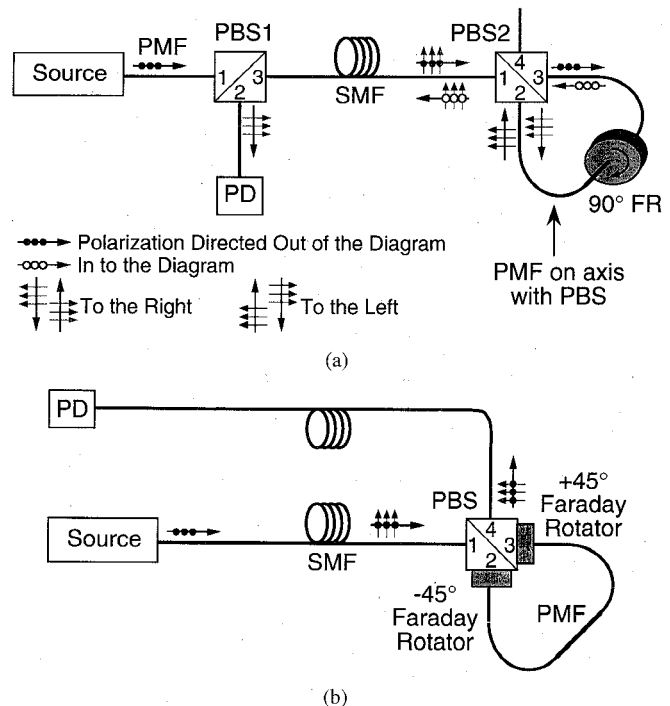 PMF
PBS1
PBS2
Source
1
2
3
SMF
4
1
2
3
PD
90° FR
Polarization Directed Out of the Diagram
In to the Diagram
To the Right
To the Left
PMF on axis
with PBS
(a)
PD
Source
SMF
PBS
4
1
2
3
+45°
Faraday
Rotator
-45°
Faraday
Rotator
PMF
(b)